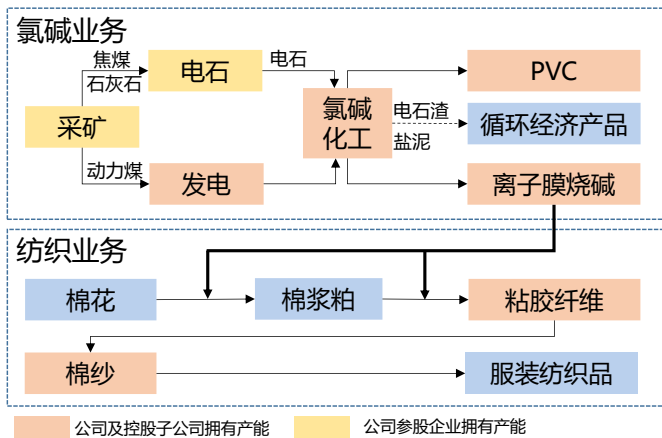 氯碱业务
焦煤
石灰石
电石
电石
PVC
采矿
氯碱
化工
电石渣
盐泥
循环经济产品
动力煤
发电
离子膜烧碱
纺织业务
棉花
棉浆粕
粘胶纤维
棉纱
服装纺织品
公司及控股子公司拥有产能
公司参股企业拥有产能